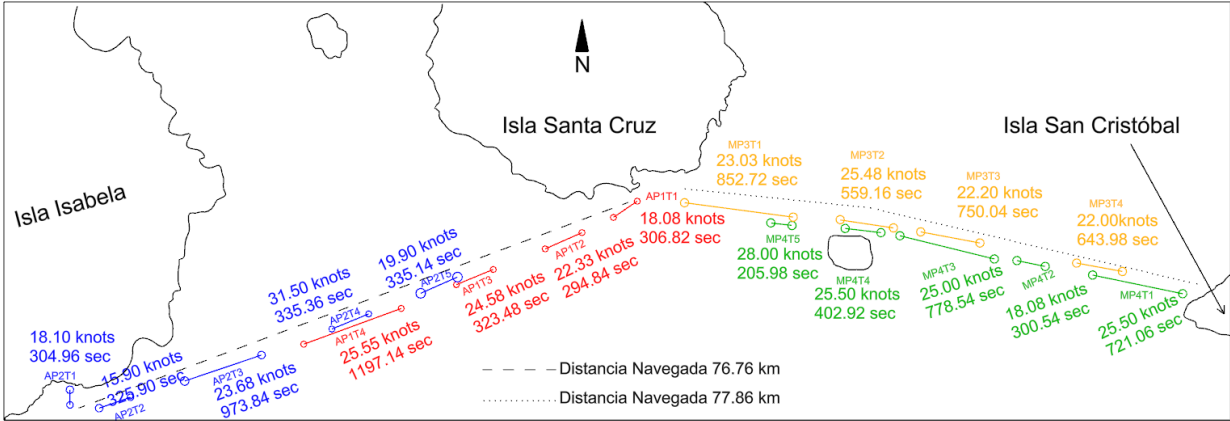 N
Isla Santa Cruz
Isla San Cristóbal
Isla Isabela
MP3T1
23.03 knots
852.72 sec
MP3T2
25.48 knots
559.16 sec
MP3T3
22.20 knots
750.04 sec
MP3T4
22.00knots
643.98 sec
AP1T1
18.08 knots
306.82 sec
AP1T2
22.33 knots
294.84 sec
AP1T3
24.58 knots
323.48 sec
AP1T4
25.55 knots
1197.14 sec
19.90 knots
335.14 sec
AP2T5
31.50 knots
335.36 sec
AP2T4
18.10 knots
304.96 sec
AP2T1
15.90 knots
325.90 sec
AP2T2
AP2T3
23.68 knots
973.84 sec
MP4T5
28.00 knots
205.98 sec
MP4T4
25.50 knots
402.92 sec
MP4T3
25.00 knots
778.54 sec
MP4T2
18.08 knots
300.54 sec
MP4T1
25.50 knots
721.06 sec
Distancia Navegada 76.76 km
Distancia Navegada 77.86 km